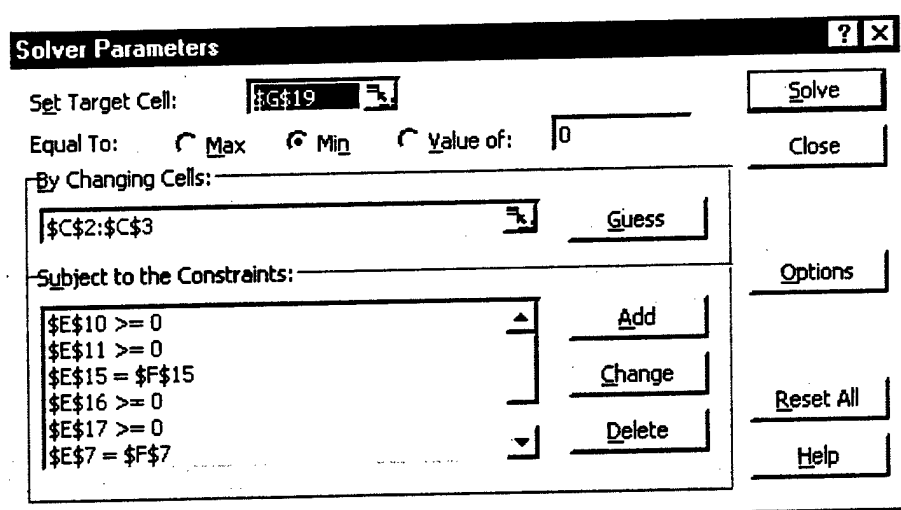 Solver Parameters ? X
Set Target Cell: $G$19 Solve
Equal To: Max Min Value of: 0 Close
By Changing Cells:
$C$2:$C$3 Guess
Subject to the Constraints: Options
$E$10 >= 0 Add
$E$11 >= 0
$E$15 = $F$15 Change
$E$16 >= 0 Reset All
$E$17 >= 0 Delete
$E$7 = $F$7 Help